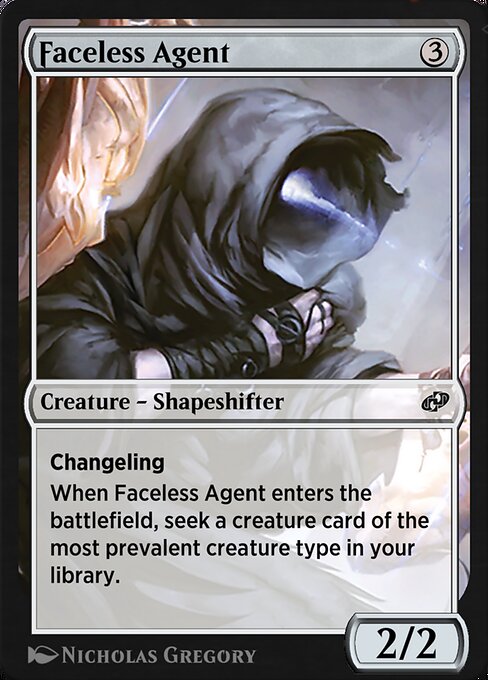 Faceless Agent 3
Creature – Shapeshifter
Changeling
When Faceless Agent enters the
battlefield, seek a creature card of the
most prevalent creature type in your
library.
2/2
Nicholas Gregory